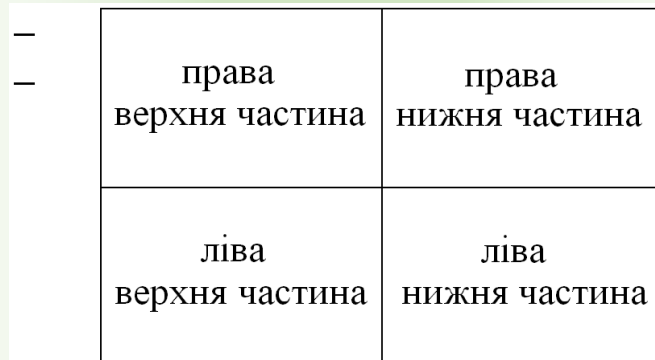 –
–
права
верхня частина
права
нижня частина
ліва
верхня частина
ліва
нижня частина